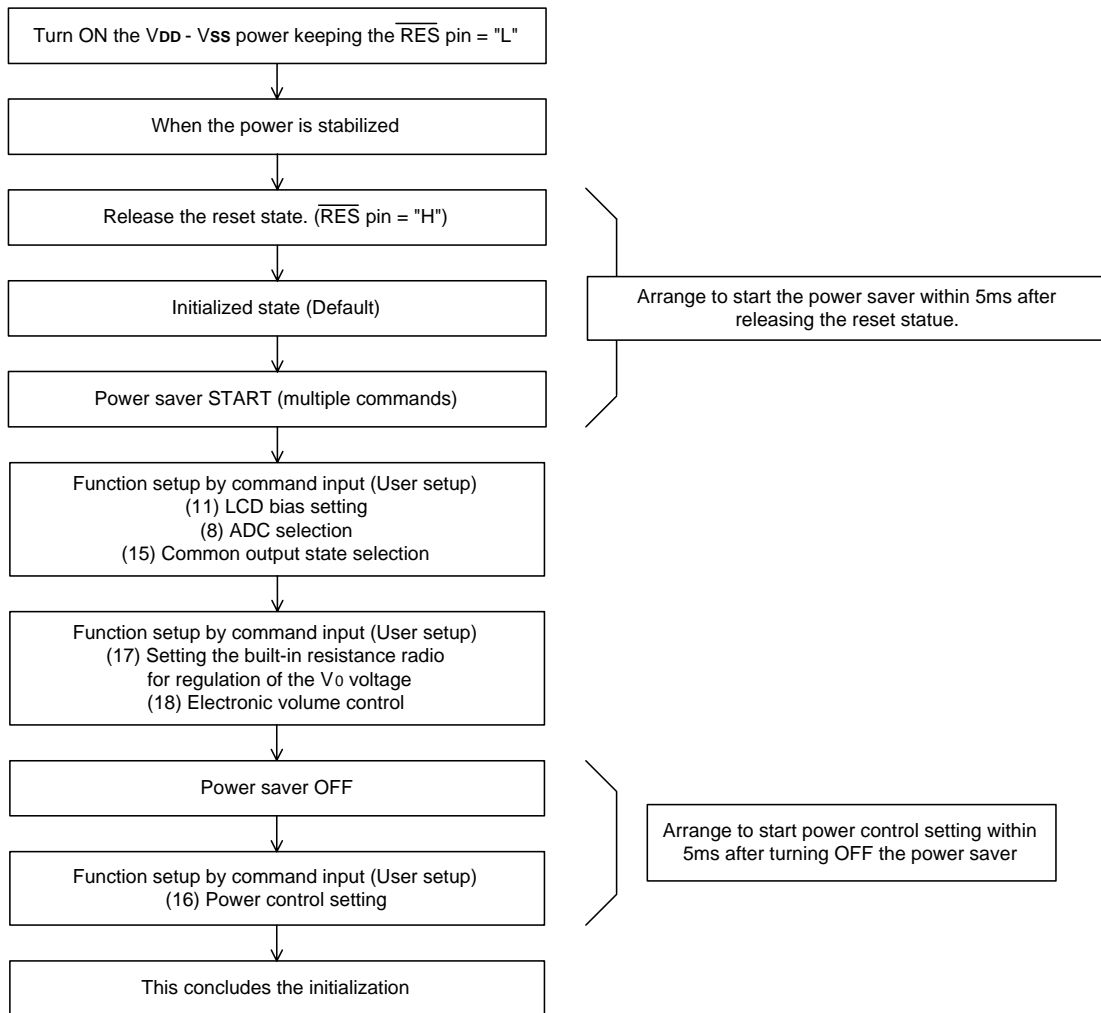 Turn ON the VDD - VSS power keeping the RES pin = "L"
When the power is stabilized
Release the reset state. (RES pin = "H")
Initialized state (Default)
Arrange to start the power saver within 5ms after
releasing the reset statue.
Power saver START (multiple commands)
Function setup by command input (User setup)
(11) LCD bias setting
(8) ADC selection
(15) Common output state selection
Function setup by command input (User setup)
(17) Setting the built-in resistance radio
for regulation of the V0 voltage
(18) Electronic volume control
Power saver OFF
Arrange to start power control setting within
5ms after turning OFF the power saver
Function setup by command input (User setup)
(16) Power control setting
This concludes the initialization